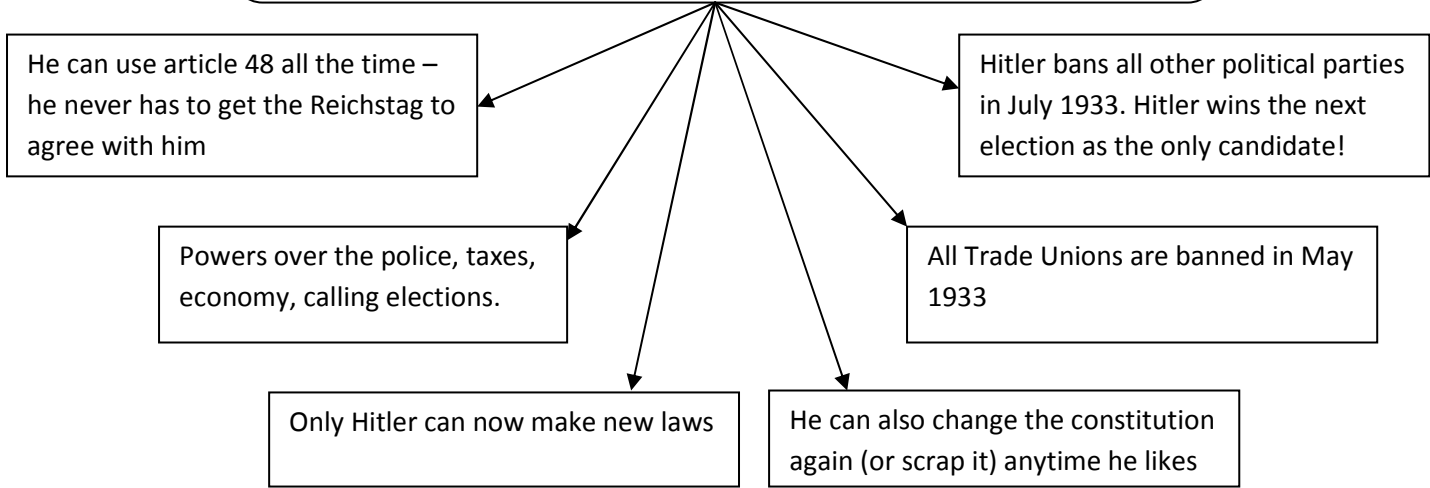 He can use article 48 all the time –
he never has to get the Reichstag to
agree with him
Hitler bans all other political parties
in July 1933. Hitler wins the next
election as the only candidate!
Powers over the police, taxes,
economy, calling elections.
All Trade Unions are banned in May
1933
Only Hitler can now make new laws
He can also change the constitution
again (or scrap it) anytime he likes